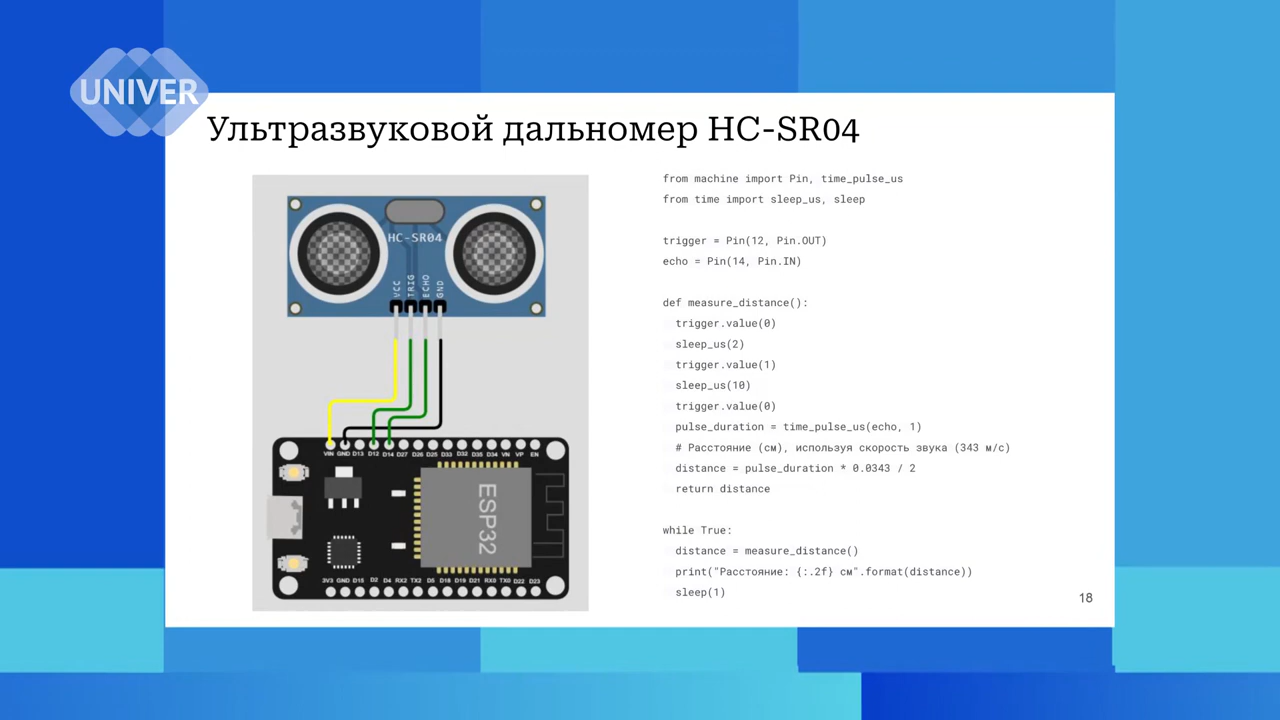 UNIVER
Ультразвуковой дальномер HC-SR04
HC-SR04
VCC
TRIG
ECHO
GND
VIN GND D13 D12 D14 D27 D26 D25 D33 D32 D35 D34 VN VP EN
ESP32
3V3 GND D15 D2 D4 RX2 TX2 D5 D18 D19 D21 RX0 TX0 D22 D23
from machine import Pin, time_pulse_us
from time import sleep_us, sleep
trigger = Pin(12, Pin.OUT)
echo = Pin(14, Pin.IN)
def measure_distance():
trigger.value(0)
sleep_us(2)
trigger.value(1)
sleep_us(10)
trigger.value(0)
pulse_duration = time_pulse_us(echo, 1)
# Расстояние (см), используя скорость звука (343 м/с)
distance = pulse_duration * 0.0343 / 2
return distance
while True:
distance = measure_distance()
print("Расстояние: {:.2f} см".format(distance))
sleep(1)
18